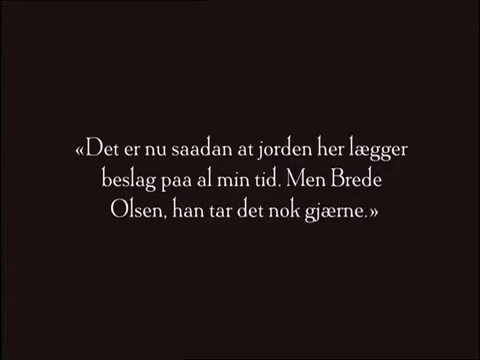 «Det er nu saadan at jorden her lægger
beslag paa al min tid. Men Brede
Olsen, han tar det nok gjærne.»